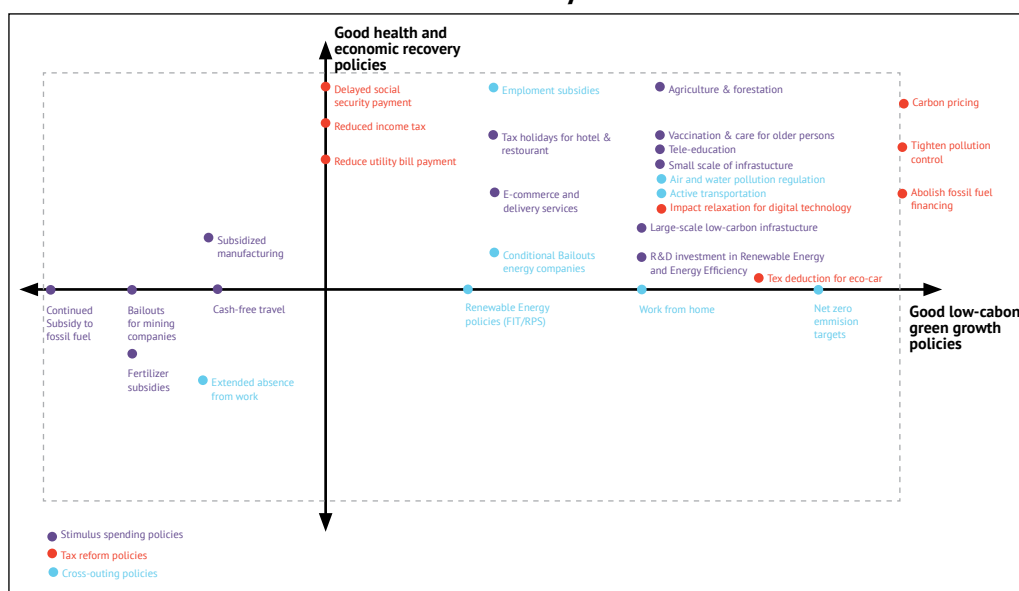 Good health and
economic recovery
policies
Delayed social
security payment
Emploment subsidies
Agriculture & forestation
Carbon pricing
Reduced income tax
Tax holidays for hotel &
restourant
Vaccination & care for older persons
Tele-education
Tighten pollution
control
Reduce utility bill payment
Small scale of infrastucture
Air and water pollution regulation
E-commerce and
delivery services
Active transportation
Impact relaxation for digital technology
Abolish fossil fuel
financing
Large-scale low-carbon infrastucture
Subsidized
manufacturing
Conditional Bailouts
energy companies
R&D investment in Renewable Energy
and Energy Efficiency
Tex deduction for eco-car
Continued
Subsidy to
fossil fuel
Bailouts
for mining
companies
Cash-free travel
Renewable Energy
policies (FIT/RPS)
Work from home
Net zero
emmision
targets
Good low-cabon
green growth
policies
Fertilizer
subsidies
Extended absence
from work
Stimulus spending policies
Tax reform policies
Cross-outing policies